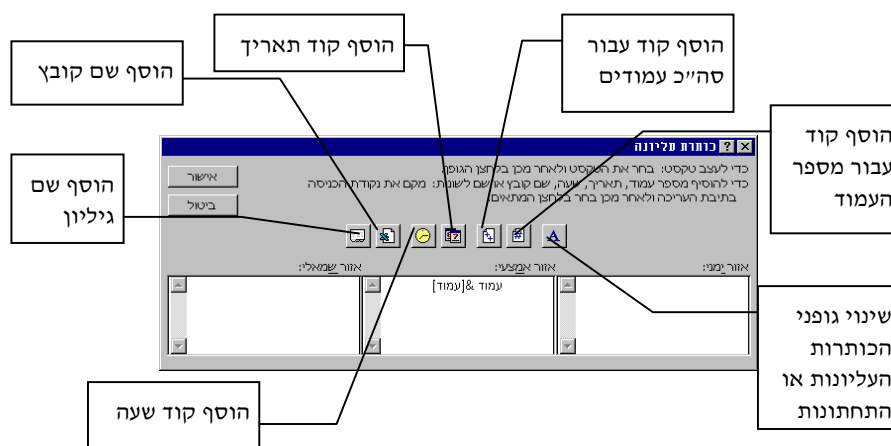 הוסף קוד עבור
סה״כ עמודים
הוסף קוד תאריך
הוסף שם קובץ
הוסף קוד
עבור מספר
העמוד
הוסף שם
גיליון
כותרת עליונה
כדי לעצב טקסט: בחר את הטקסט ולאחר מכן בלחצן הגופן.
כדי להוסיף מספר עמוד, תאריך, שעה, שם קובץ או שם לשונת: מקם את נקודת הכניסה
בתיבת העריכה ולאחר מכן בחר בלחצן המתאים.
אישור
ביטול
אזור ימני:
אזור אמצעי:
אזור שמאלי:
עמוד &[עמוד]
שינוי גופני
הכותרות
העליונות או
התחתונות
הוסף קוד שעה